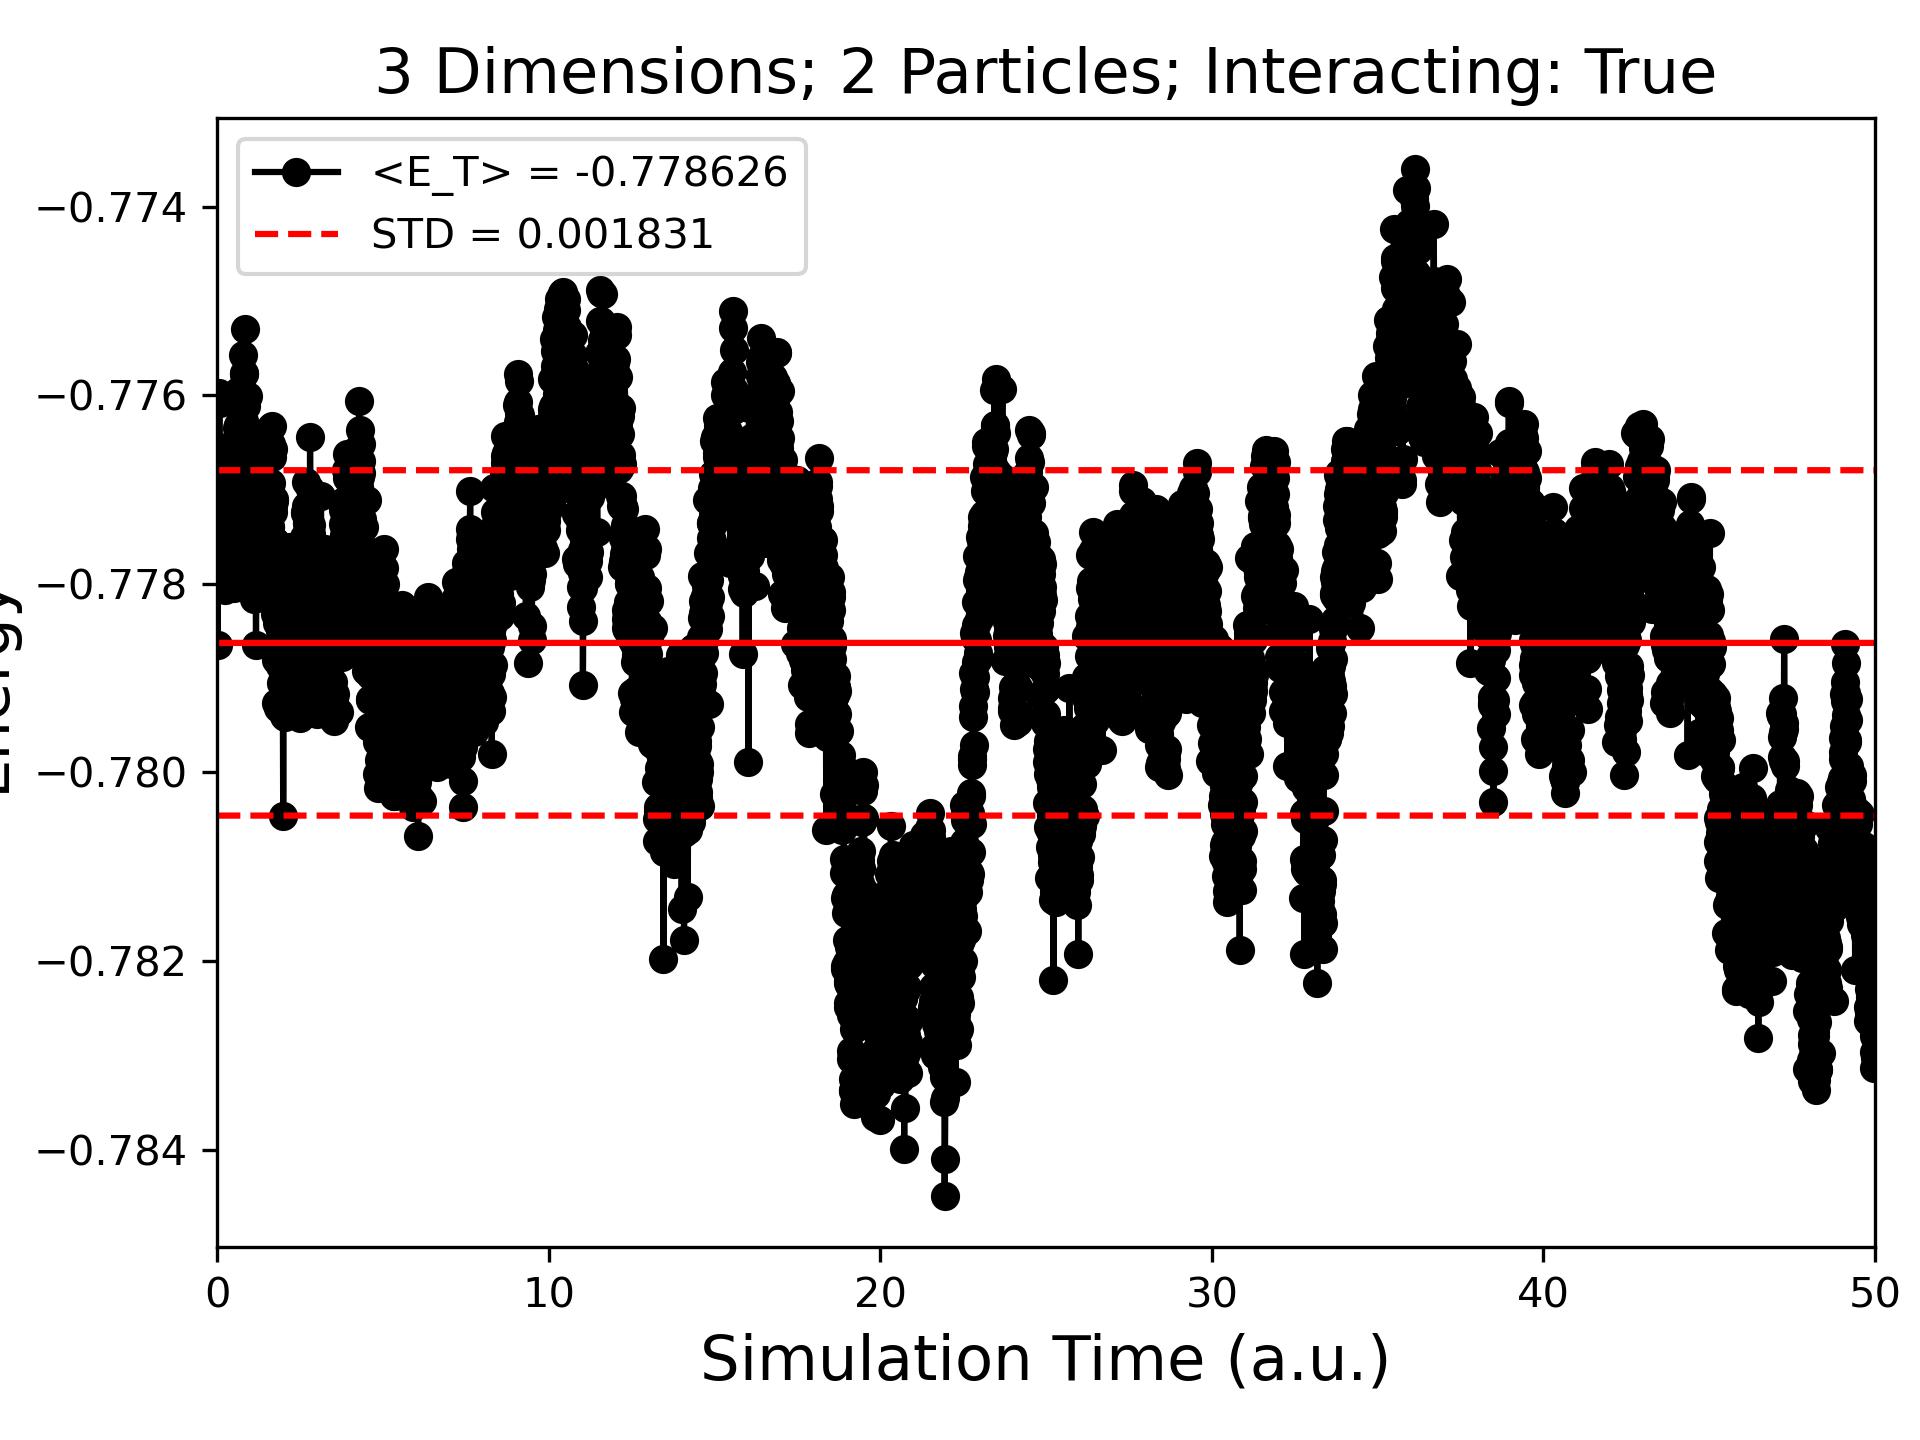 3 Dimensions; 2 Particles; Interacting: True
<E_T> = -0.778626
STD = 0.001831
−0.774
−0.776
−0.778
−0.780
−0.782
−0.784
Energy
0 10 20 30 40 50
Simulation Time (a.u.)